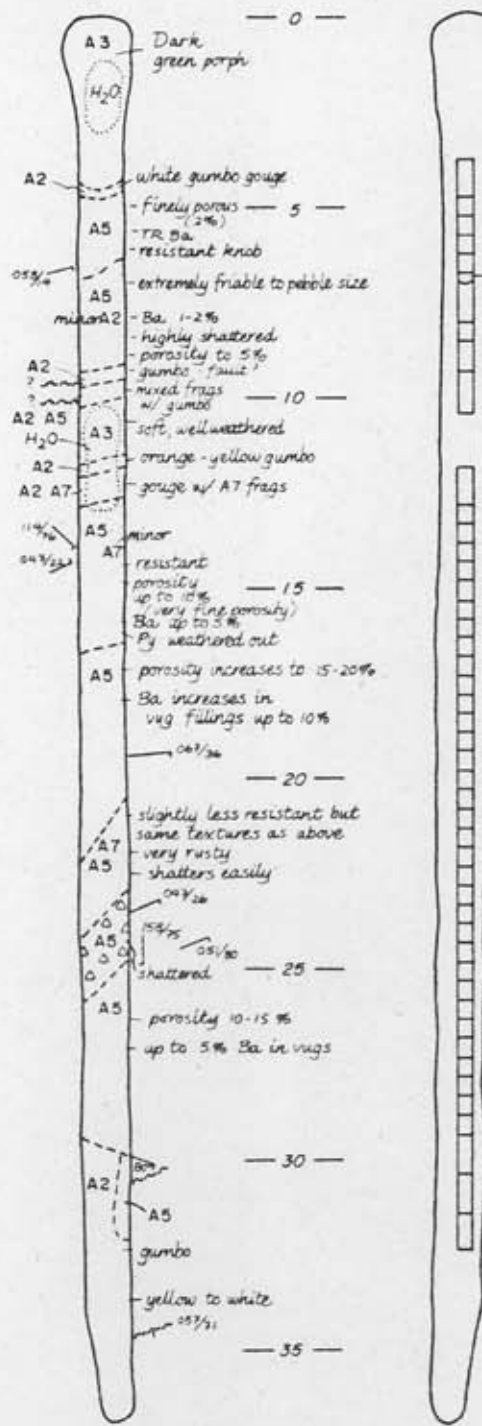 0
A3
Dark
green porph
H₂O
A2
white gumbo gouge
5
finely porous
(2%)
A5
TR Ba
resistant knob
A5
extremely friable to pebble size
minor A2
Ba 1-2%
highly shattered
porosity to 5%
A2
gumbo - fault?
?
mixed frags
?
w/ gumbo
10
A2 A5
A3
soft, well weathered
H₂O
A2
orange-yellow gumbo
A2 A7
gouge w/ A7 frags
A5
minor
A7
resistant
porosity
15
up to 10%
(very fine porosity)
Ba up to 5%
Py weathered out
A5
porosity increases to 15-20%
Ba increases in
vug fillings up to 10%
20
slightly less resistant but
A7
same textures as above
A5
very rusty
shatters easily
A5
25
shattered
A5
porosity 10-15%
up to 5% Ba in vugs
30
A2
A5
gumbo
yellow to white
35